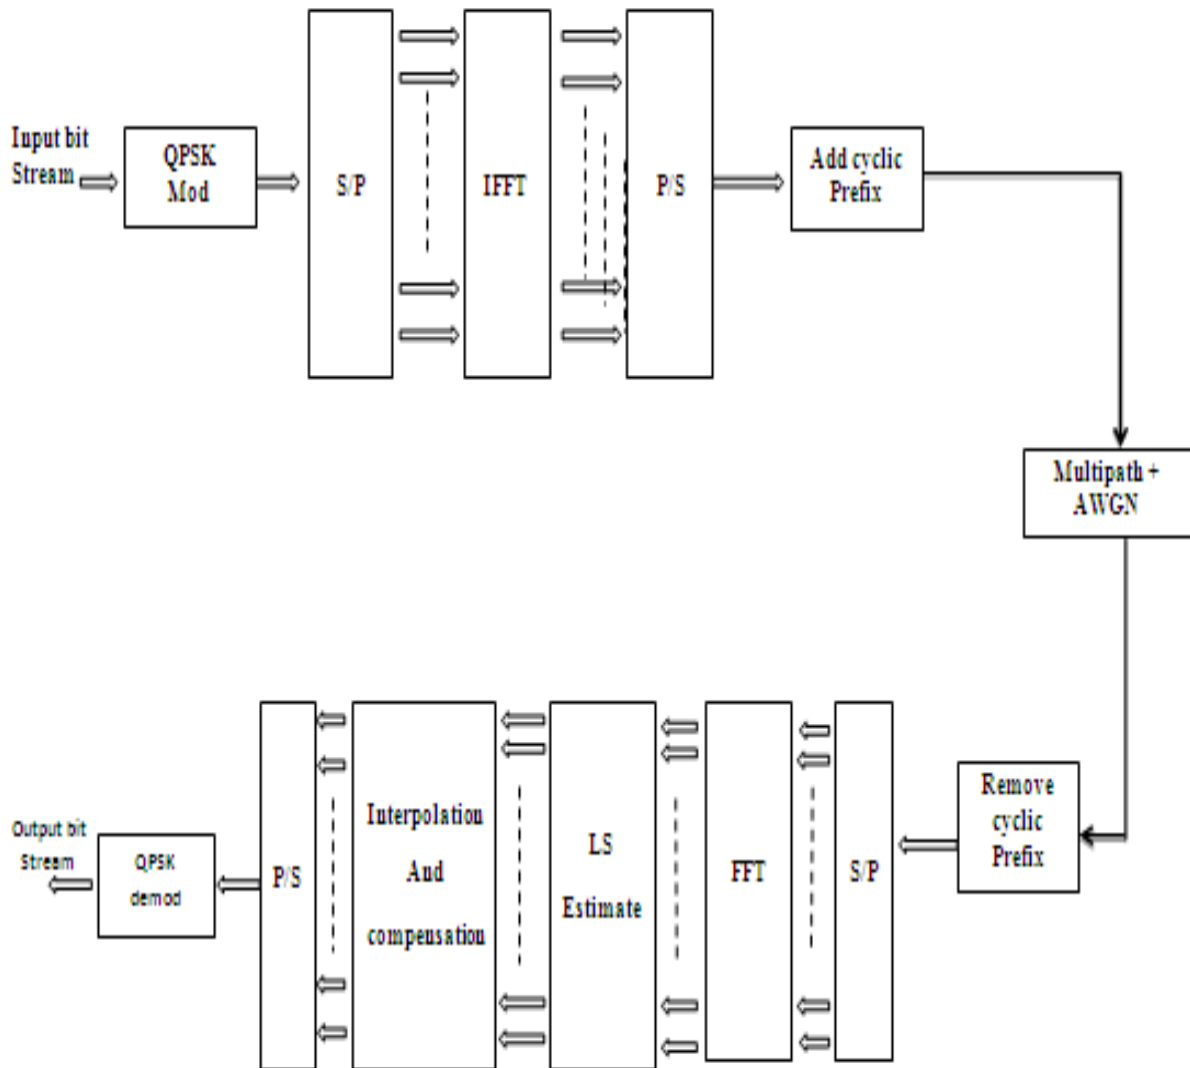 Input bit
Stream
QPSK
Mod
S/P
IFFT
P/S
Add cyclic
Prefix
Multipath +
AWGN
Remove
cyclic
Prefix
S/P
FFT
LS
Estimate
Interpolation
And
compensation
P/S
QPSK
demod
Output bit
Stream